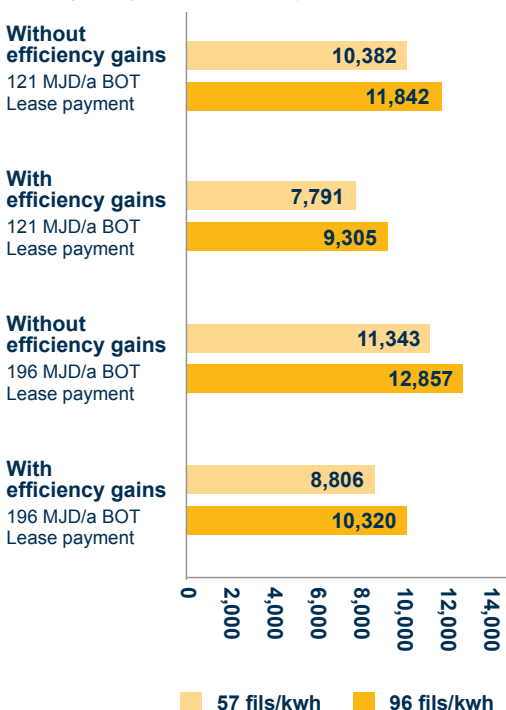 Without
efficiency gains
121 MJD/a BOT
Lease payment
10,382
11,842
With
efficiency gains
121 MJD/a BOT
Lease payment
7,791
9,305
Without
efficiency gains
196 MJD/a BOT
Lease payment
11,343
12,857
With
efficiency gains
196 MJD/a BOT
Lease payment
8,806
10,320
0
2,000
4,000
6,000
8,000
10,000
12,000
14,000
57 fils/kwh
96 fils/kwh